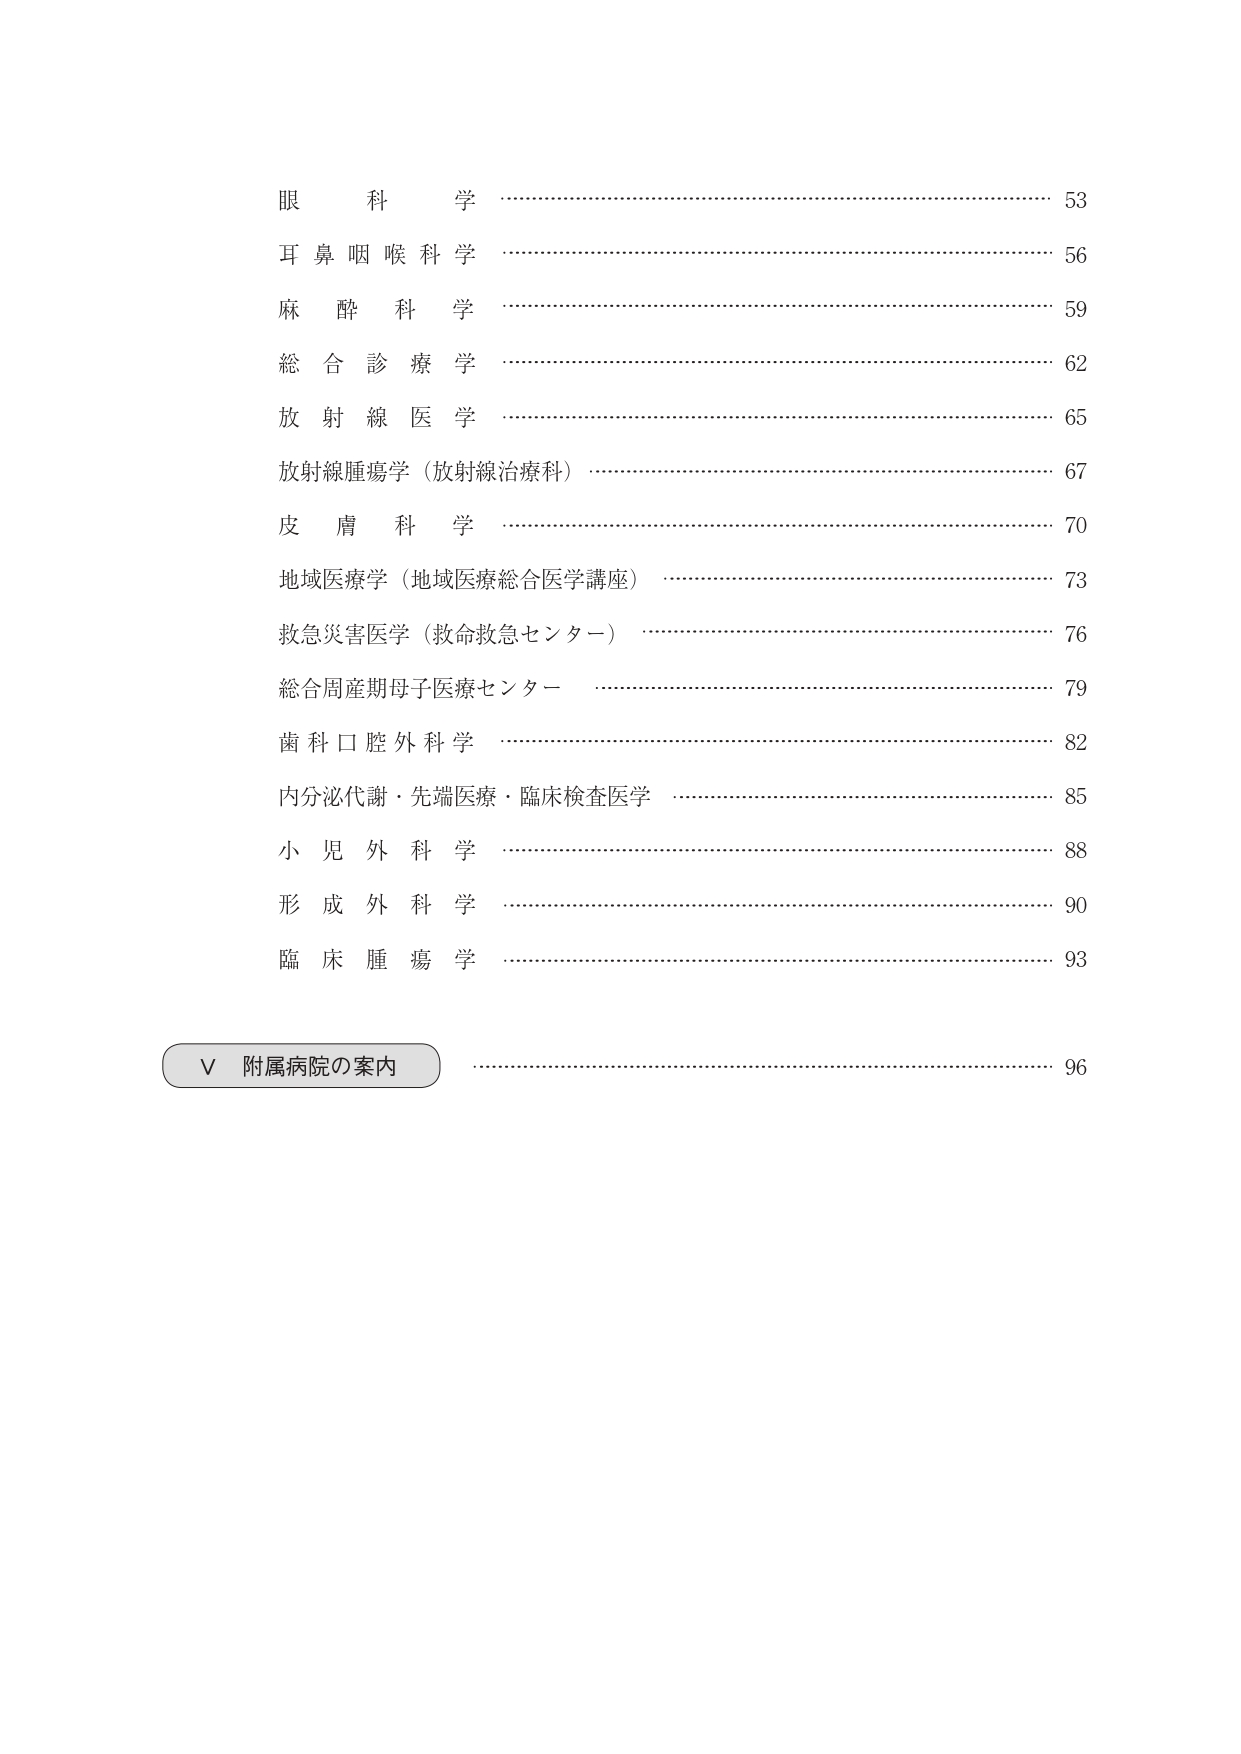 眼科学 …… 53
耳鼻咽喉科学 …… 56
麻酔科学 …… 59
総合診療学 …… 62
放射線医学 …… 65
放射線腫瘍学（放射線治療科） …… 67
皮膚科学 …… 70
地域医療学（地域医療総合医学講座） …… 73
救急災害医学（救命救急センター） …… 76
総合周産期母子医療センター …… 79
歯科口腔外科学 …… 82
内分泌代謝・先端医療・臨床検査医学 …… 85
小児外科学 …… 88
形成外科学 …… 90
臨床腫瘍学 …… 93
Ⅴ　附属病院の案内 …… 96